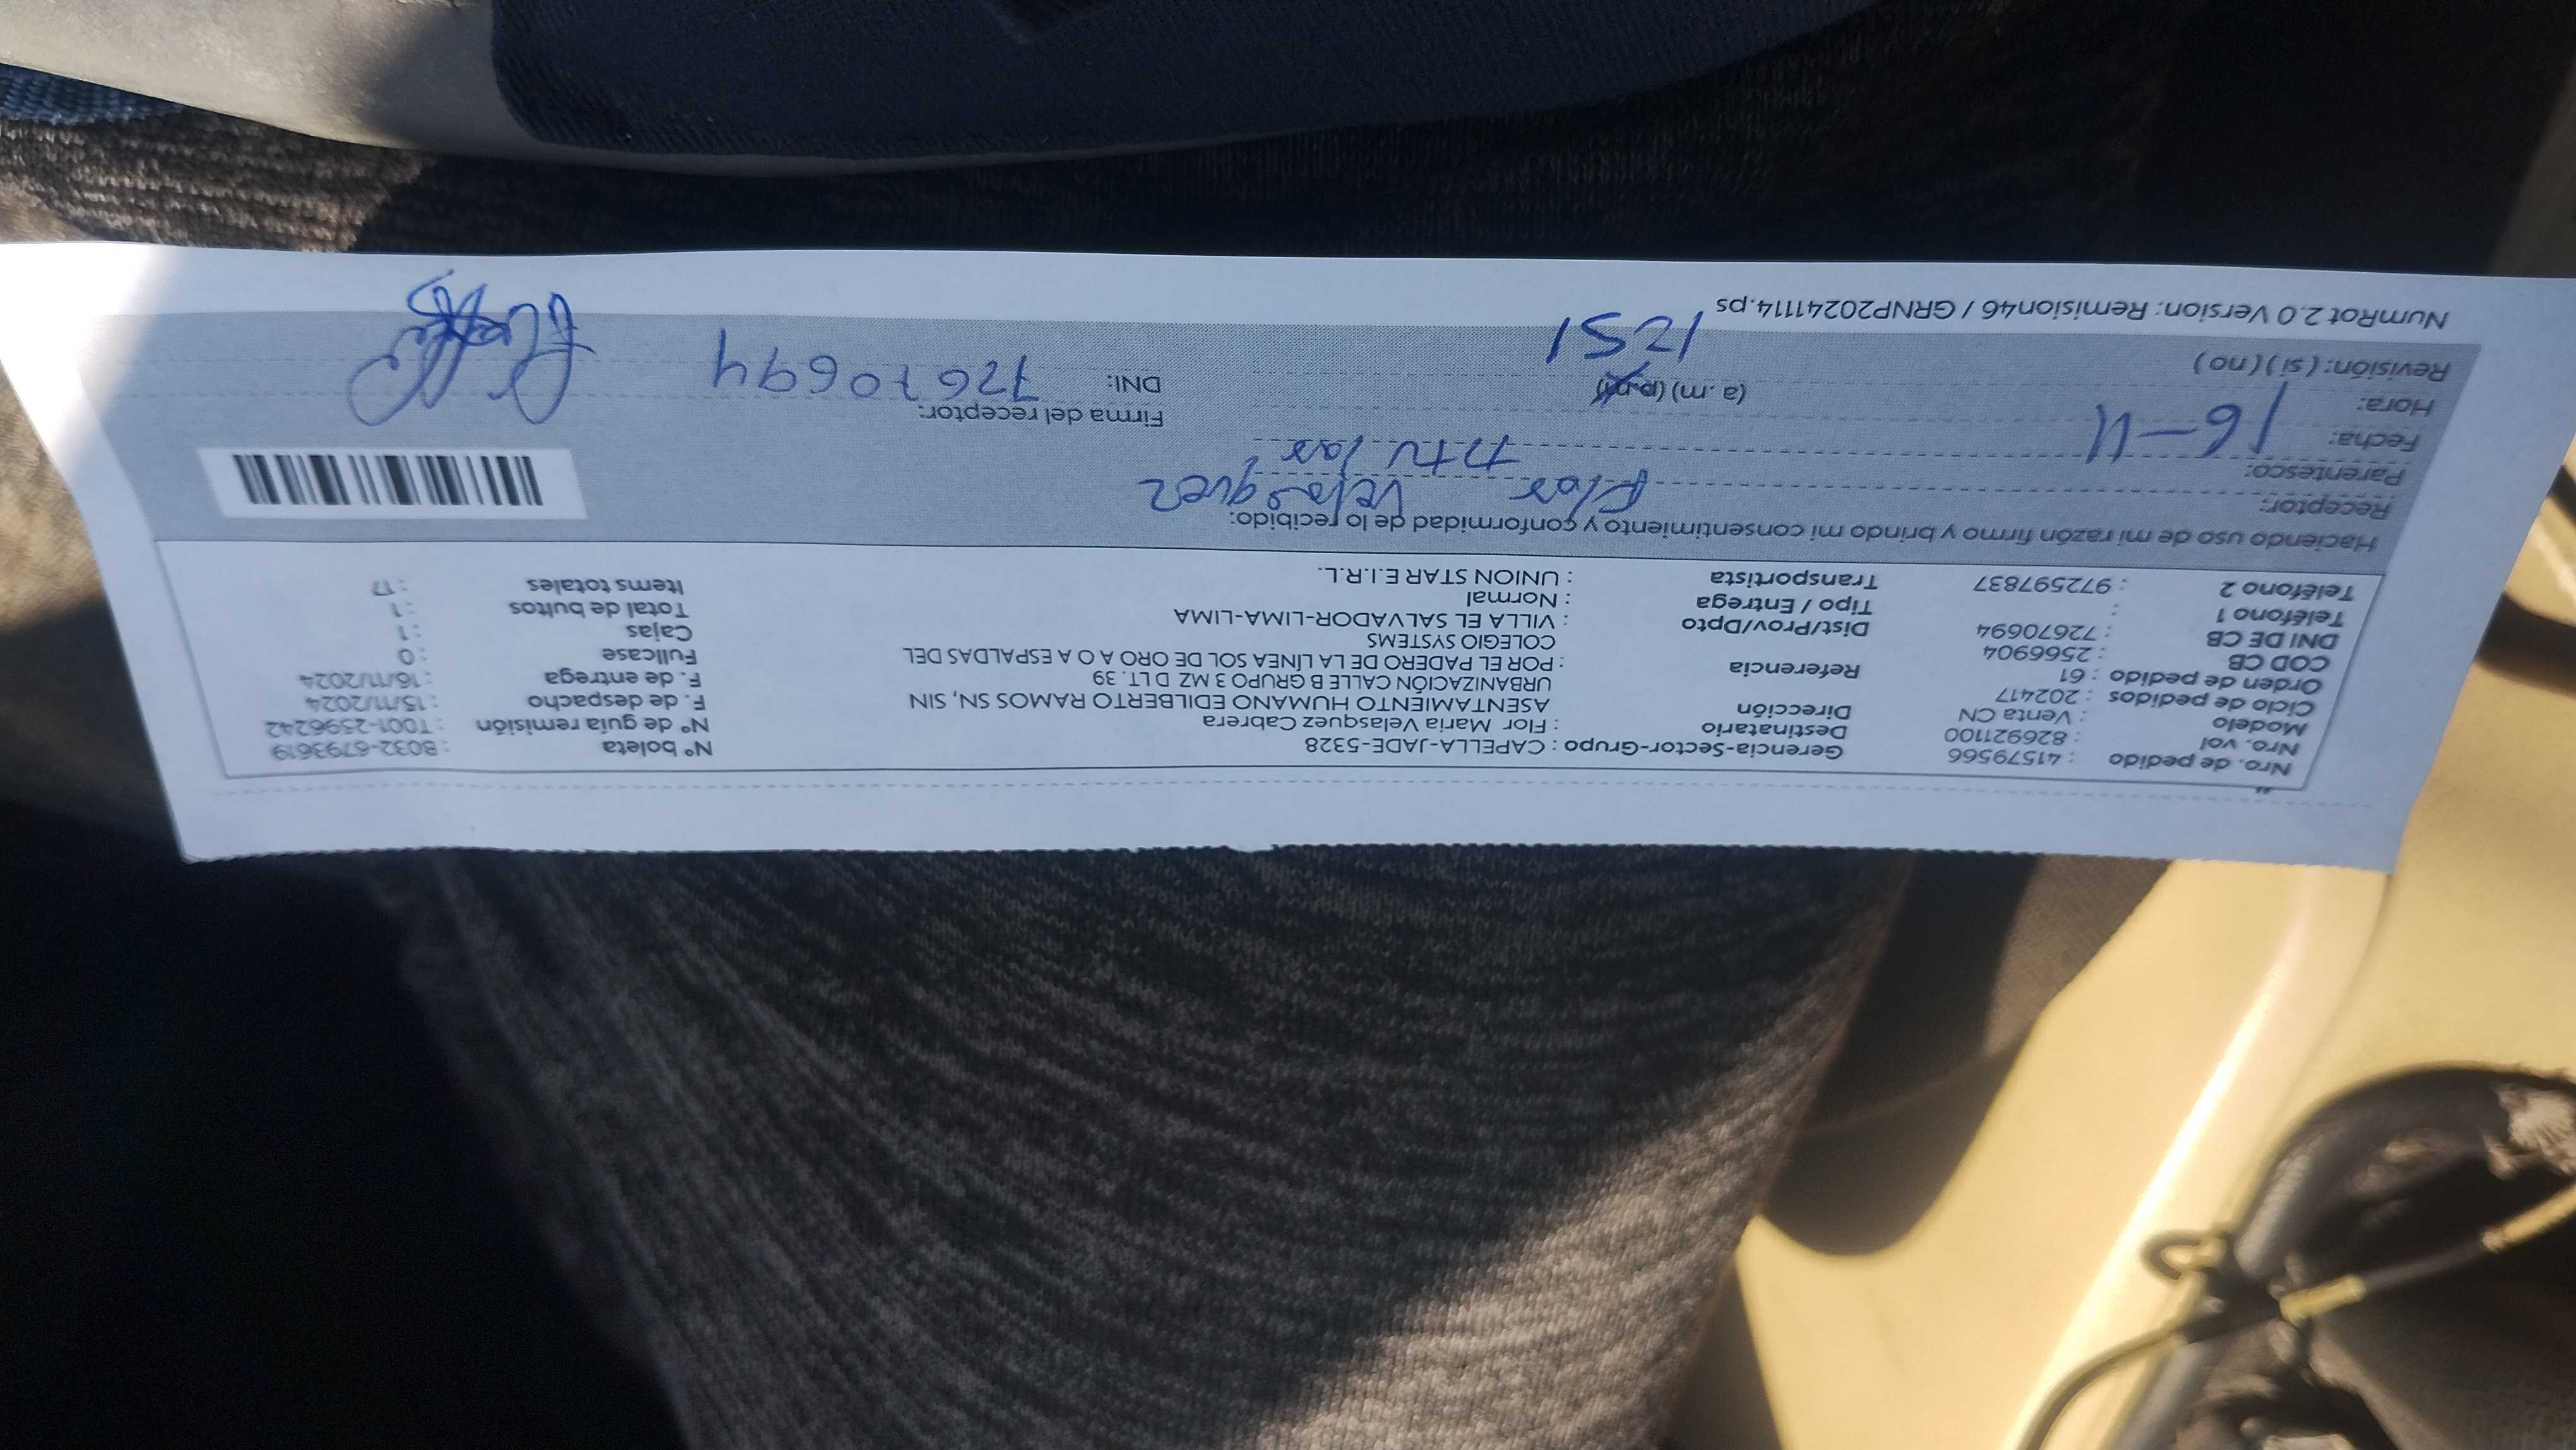 Nro. de pedido : 41579566 Gerencia-Sector-Grupo : CAPELLA-JADE-5328 N° boleta : B032-6793619
Nro. vol : 826921100 Destinatario : Flor Maria Velasquez Cabrera N° de guía remisión : T001-2596242
Modelo : Venta CN Dirección ASENTAMIENTO HUMANO EDILBERTO RAMOS SN, SIN F. de despacho : 15/11/2024
Ciclo de pedidos : 202417 URBANIZACIÓN CALLE B GRUPO 3 MZ D LT. 39 F. de entrega : 16/11/2024
Orden de pedido : 61 Referencia : POR EL PADERO DE LA LÍNEA SOL DE ORO A O A ESPALDAS DEL Fullcase : 0
COD CB : 2566904 COLEGIO SYSTEMS Cajas : 1
DNI DE CB : 72670694 Dist/Prov/Dpto : VILLA EL SALVADOR-LIMA-LIMA Total de bultos : 1
Teléfono 1 : Tipo / Entrega : Normal Items totales : 17
Teléfono 2 : 972597837 Transportista : UNION STAR E.I.R.L.
Haciendo uso de mi razón firmo y brindo mi consentimiento y conformidad de lo recibido:
Receptor: Flor Velasquez
Parentesco:
Fecha: 16-11 Firma del receptor:
Hora: (a.m) (p.m) 1251 DNI: 72670694
Revisión: ( si ) ( no )
NumRot 2.0 Version: Remision46 / GRNP20241114.ps